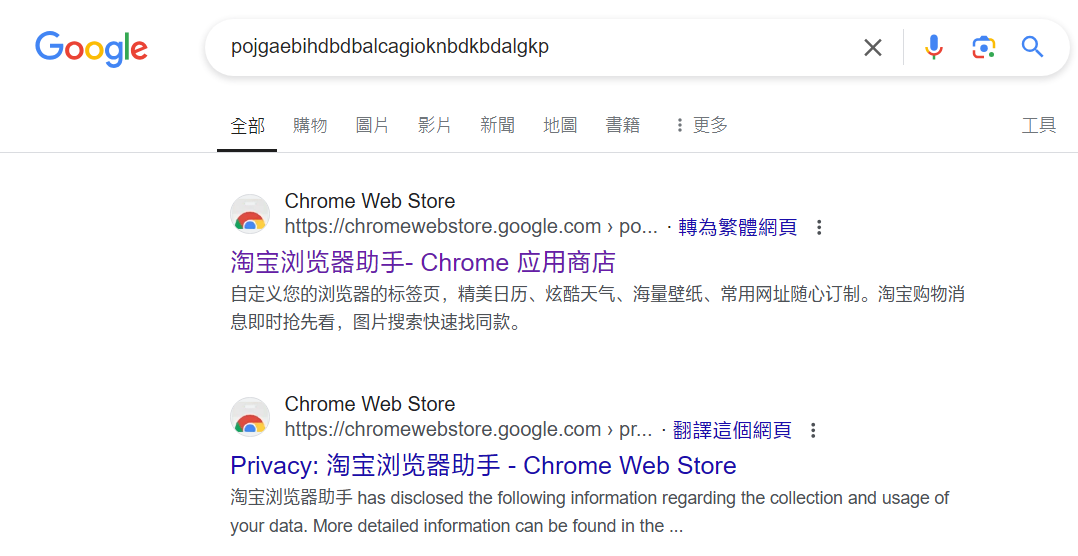 Google
pojgaebihdbdbalcagioknbdkbdalgkp
全部 購物 圖片 影片 新聞 地圖 書籍 更多 工具
Chrome Web Store
https://chromewebstore.google.com › po... · 轉為繁體網頁
淘宝浏览器助手- Chrome 应用商店
自定义您的浏览器的标签页，精美日历、炫酷天气、海量壁纸、常用网址随心订制。淘宝购物消
息即时抢先看，图片搜索快速找同款。
Chrome Web Store
https://chromewebstore.google.com › pr... · 翻譯這個網頁
Privacy: 淘宝浏览器助手 - Chrome Web Store
淘宝浏览器助手 has disclosed the following information regarding the collection and usage of
your data. More detailed information can be found in the ...